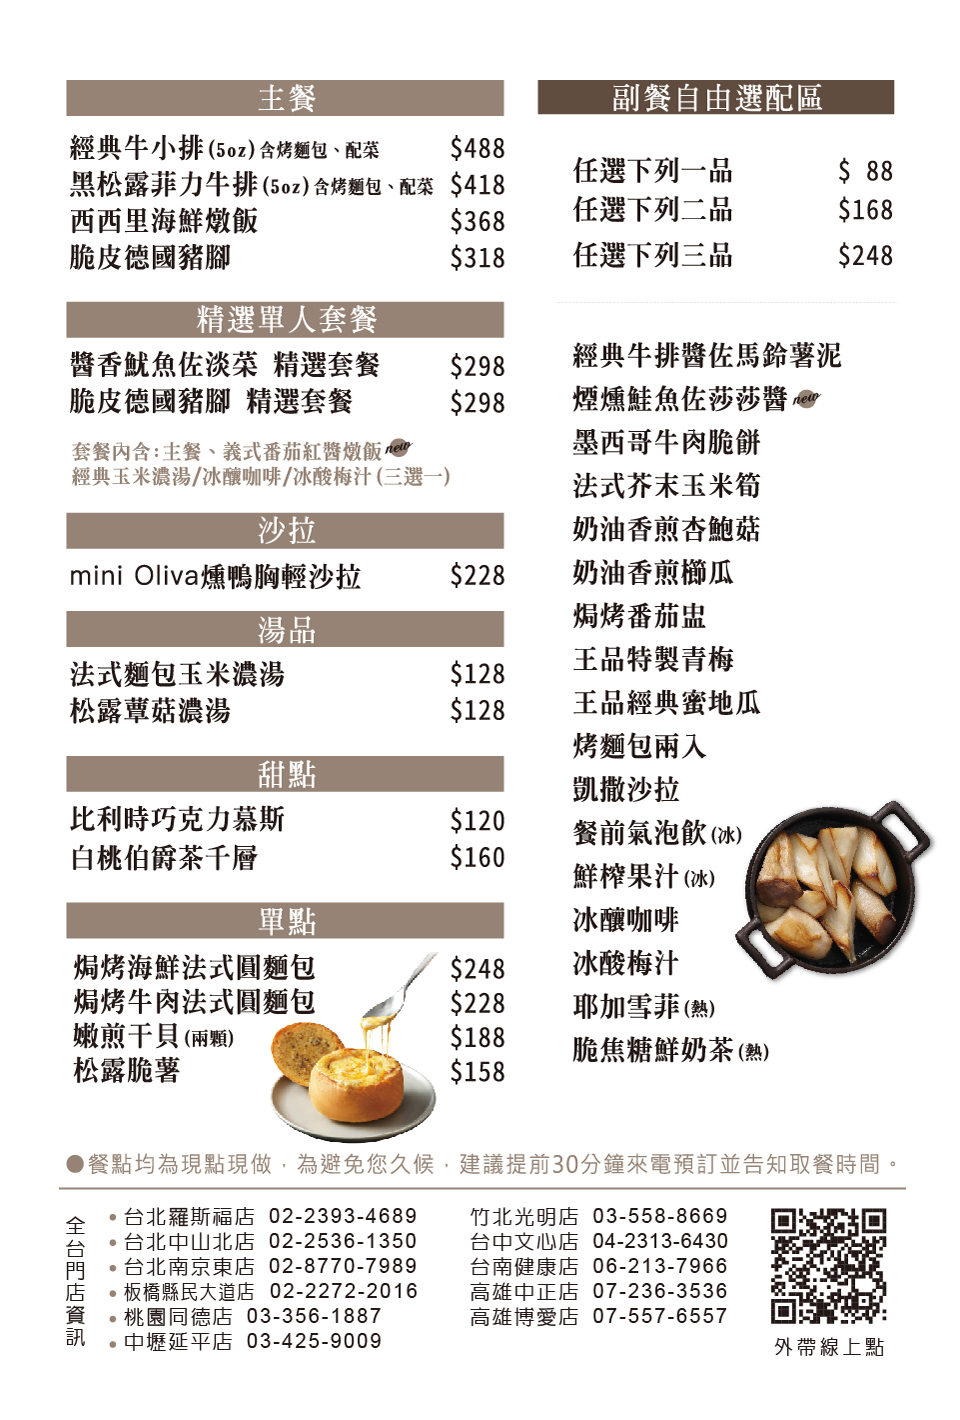 主餐
經典牛小排(5oz)含烤麵包、配菜 $488
黑松露菲力牛排(5oz)含烤麵包、配菜 $418
西西里海鮮燉飯 $368
脆皮德國豬腳 $318
精選單人套餐
醬香魷魚佐淡菜 精選套餐 $298
脆皮德國豬腳 精選套餐 $298
套餐內含:主餐、義式番茄紅醬燉飯 new
經典玉米濃湯/冰釀咖啡/冰酸梅汁(三選一)
沙拉
mini Oliva燻鴨胸輕沙拉 $228
湯品
法式麵包玉米濃湯 $128
松露蕈菇濃湯 $128
甜點
比利時巧克力慕斯 $120
白桃伯爵茶千層 $160
單點
焗烤海鮮法式圓麵包 $248
焗烤牛肉法式圓麵包 $228
嫩煎干貝(兩顆) $188
松露脆薯 $158
副餐自由選配區
任選下列一品 $ 88
任選下列二品 $168
任選下列三品 $248
經典牛排醬佐馬鈴薯泥
煙燻鮭魚佐莎莎醬 new
墨西哥牛肉脆餅
法式芥末玉米筍
奶油香煎杏鮑菇
奶油香煎櫛瓜
焗烤番茄盅
王品特製青梅
王品經典蜜地瓜
烤麵包兩入
凱撒沙拉
餐前氣泡飲(冰)
鮮榨果汁(冰)
冰釀咖啡
冰酸梅汁
耶加雪菲(熱)
脆焦糖鮮奶茶(熱)
●餐點均為現點現做，為避免您久候，建議提前30分鐘來電預訂並告知取餐時間。
全台門店資訊
•台北羅斯福店 02-2393-4689
•台北中山北店 02-2536-1350
•台北南京東店 02-8770-7989
•板橋縣民大道店 02-2272-2016
•桃園同德店 03-356-1887
•中壢延平店 03-425-9009
竹北光明店 03-558-8669
台中文心店 04-2313-6430
台南健康店 06-213-7966
高雄中正店 07-236-3536
高雄博愛店 07-557-6557
外帶線上點